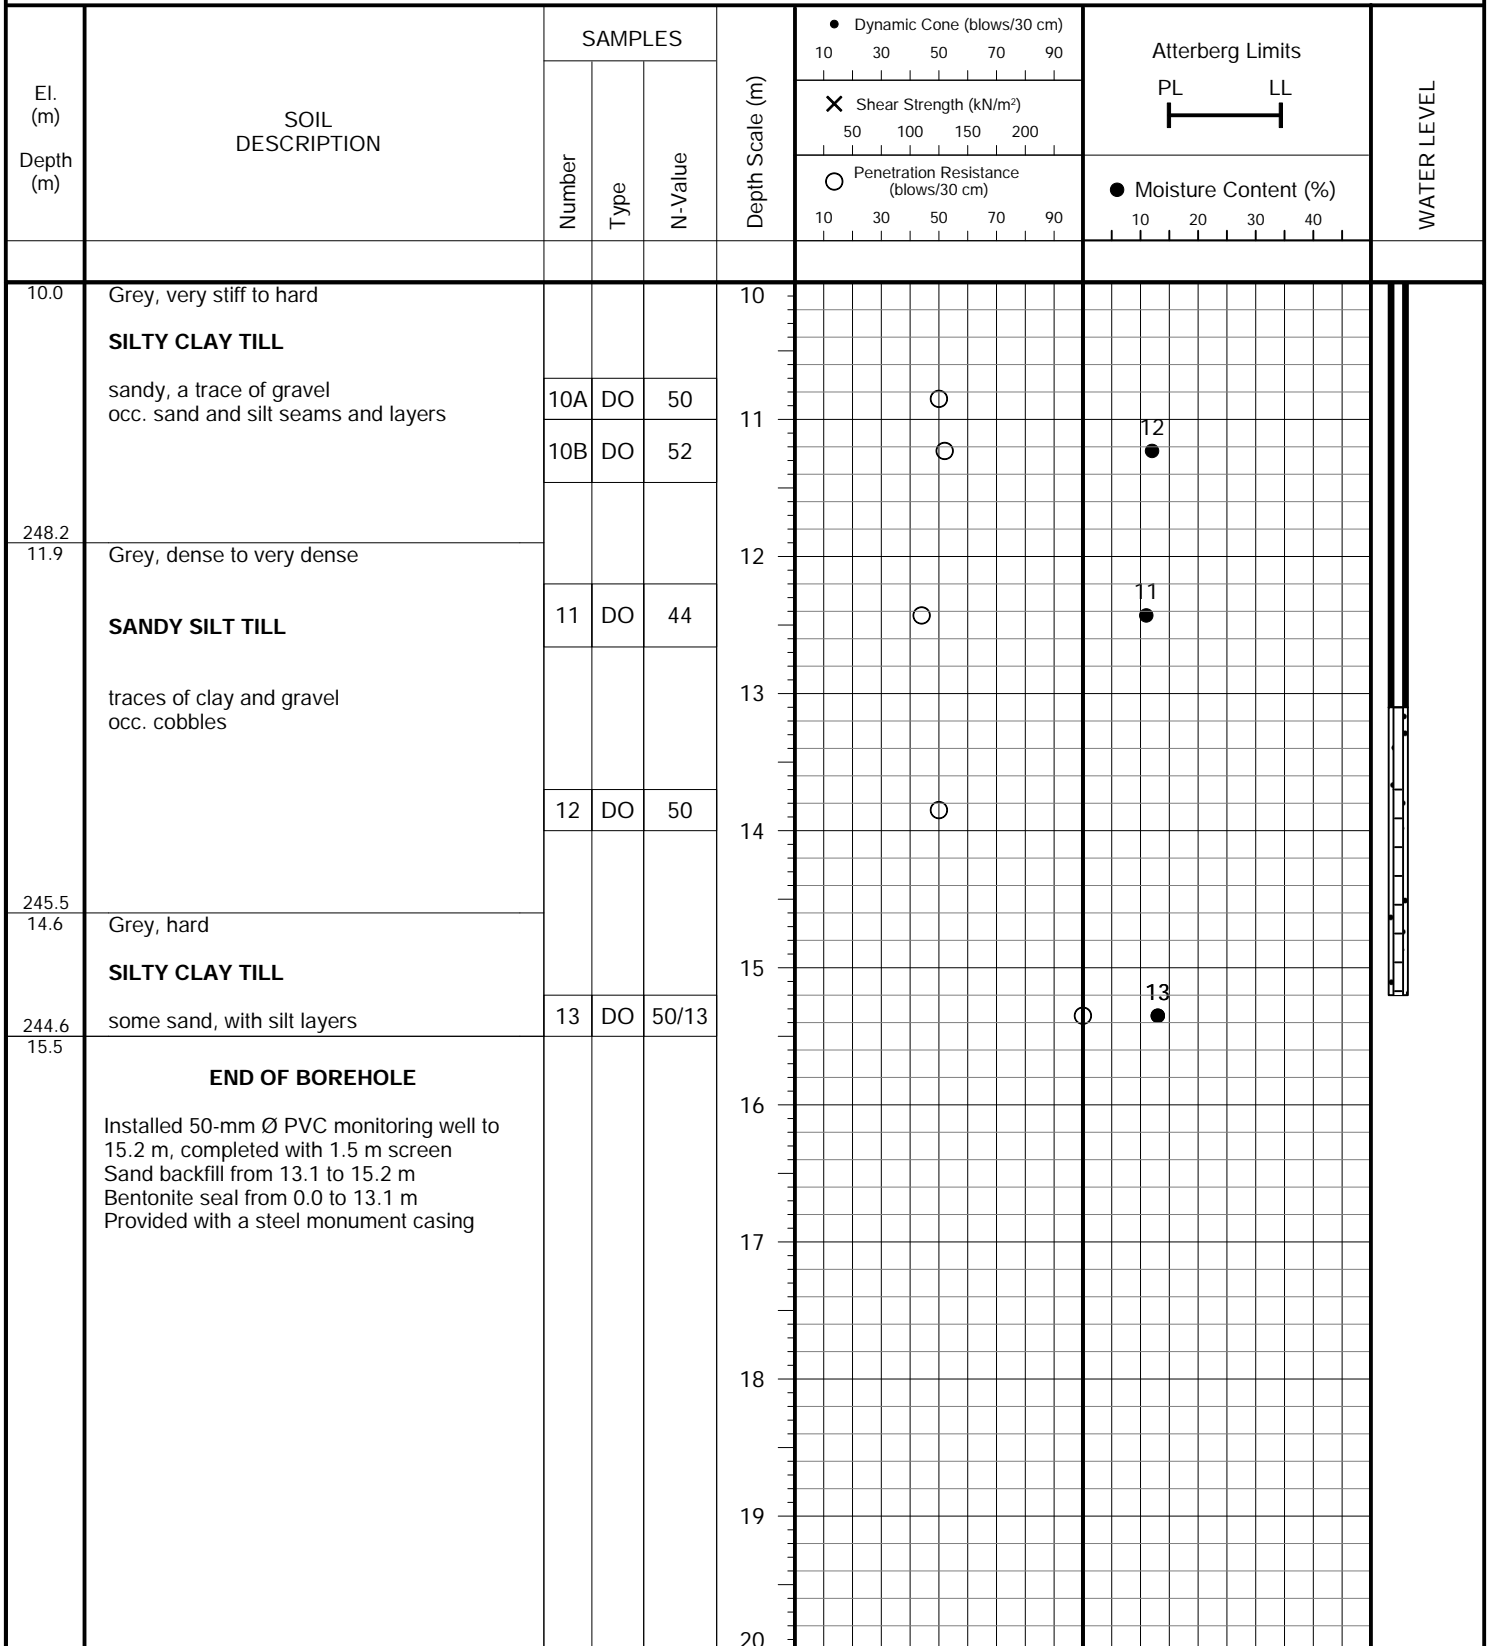 El.
(m)
Depth
(m)
SOIL
DESCRIPTION
SAMPLES
Number
Type
N-Value
Depth Scale (m)
Dynamic Cone (blows/30 cm)
10 30 50 70 90
Shear Strength (kN/m²)
50 100 150 200
Penetration Resistance
(blows/30 cm)
10 30 50 70 90
Atterberg Limits
PL LL
Moisture Content (%)
10 20 30 40
WATER LEVEL
10.0 Grey, very stiff to hard 10
SILTY CLAY TILL
sandy, a trace of gravel
occ. sand and silt seams and layers
10A DO 50
11
12
10B DO 52
248.2
11.9 Grey, dense to very dense 12
11
SANDY SILT TILL 11 DO 44
13
traces of clay and gravel
occ. cobbles
12 DO 50
14
245.5
14.6 Grey, hard
SILTY CLAY TILL 15
13
244.6 some sand, with silt layers 13 DO 50/13
15.5
END OF BOREHOLE
16
Installed 50-mm Ø PVC monitoring well to
15.2 m, completed with 1.5 m screen
Sand backfill from 13.1 to 15.2 m
Bentonite seal from 0.0 to 13.1 m
Provided with a steel monument casing
17
18
19
20